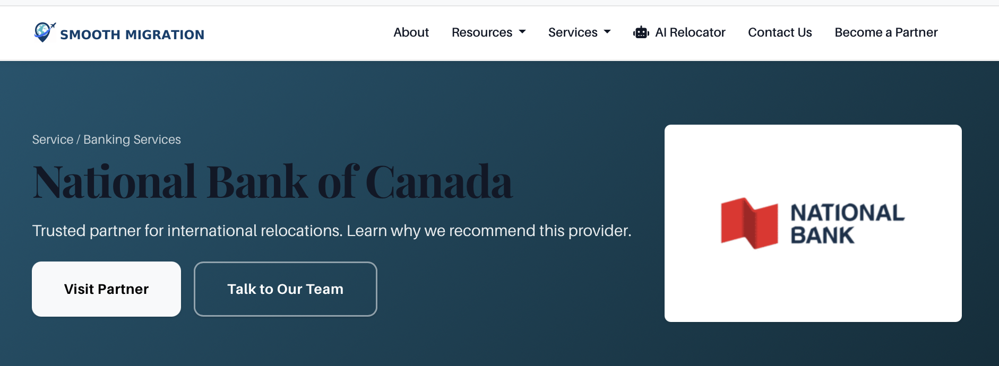 SMOOTH MIGRATION
About
Resources
Services
AI Relocator
Contact Us
Become a Partner
Service / Banking Services
National Bank of Canada
Trusted partner for international relocations. Learn why we recommend this provider.
Visit Partner
Talk to Our Team
NATIONAL
BANK